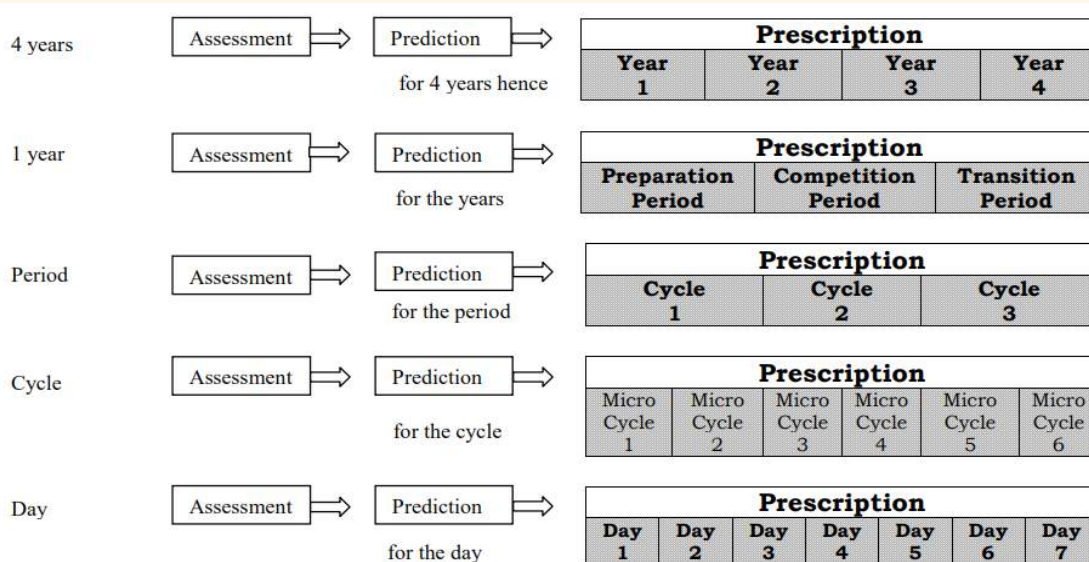 4 years Assessment Prediction Prescription
Year Year Year Year
1 2 3 4
for 4 years hence
1 year Assessment Prediction Prescription
Preparation Competition Transition
Period Period Period
for the years
Period Assessment Prediction Prescription
Cycle Cycle Cycle
1 2 3
for the period
Cycle Assessment Prediction Prescription
Micro Micro Micro Micro Micro Micro
Cycle Cycle Cycle Cycle Cycle Cycle
1 2 3 4 5 6
for the cycle
Day Assessment Prediction Prescription
Day Day Day Day Day Day Day
1 2 3 4 5 6 7
for the day